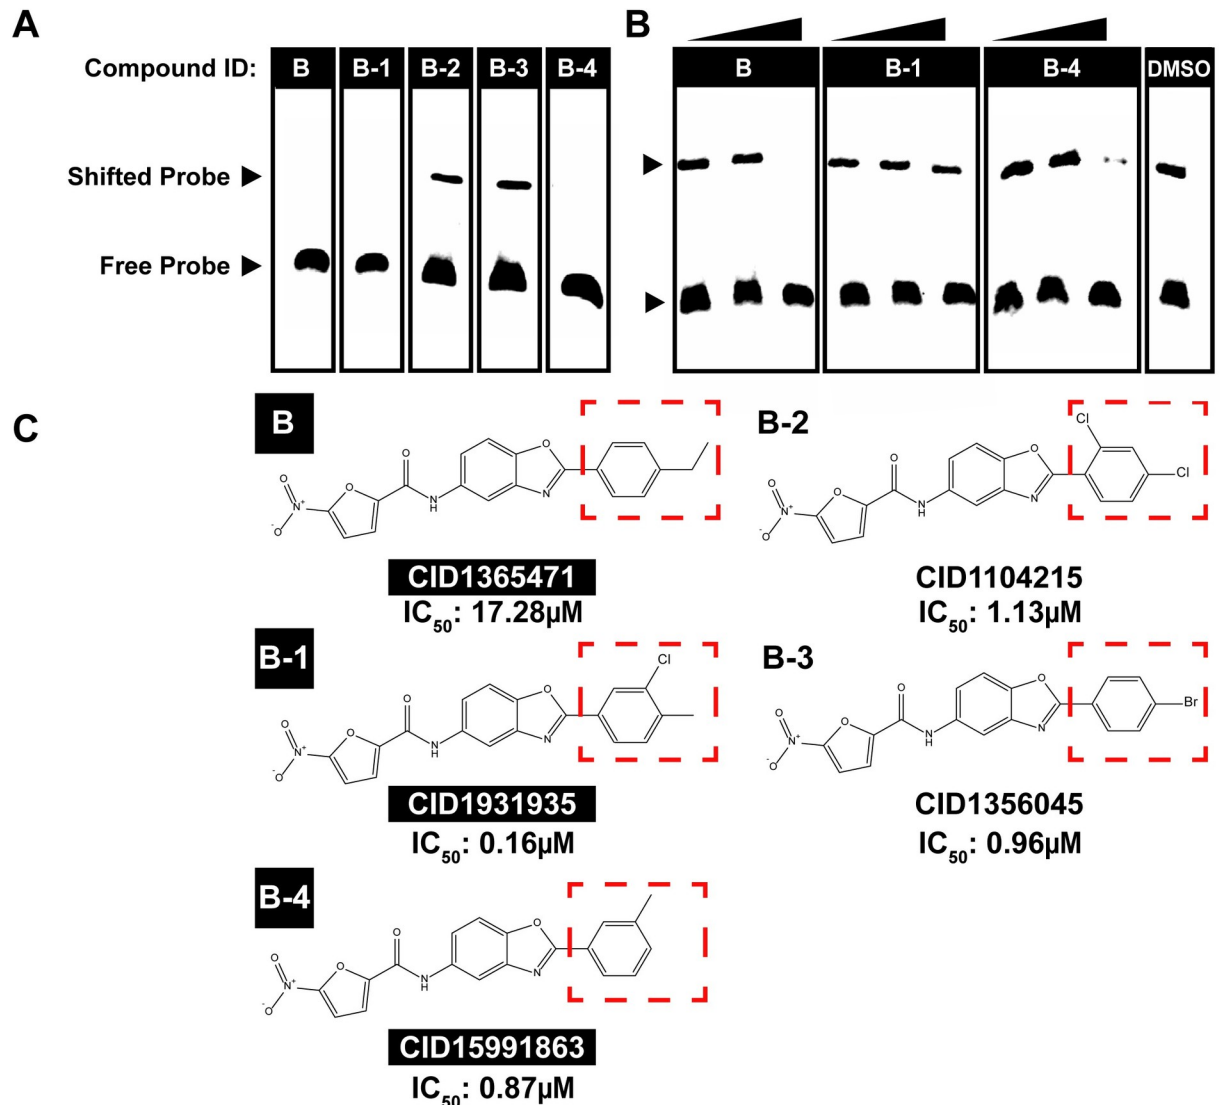 A
B
Compound ID: B B-1 B-2 B-3 B-4
B B-1 B-4 DMSO
Shifted Probe
Free Probe
C
B
O O N N H O N+ O -O
CID1365471
IC50: 17.28µM
B-2
Cl Cl O O N N H O N+ O -O
CID1104215
IC50: 1.13µM
B-1
Cl O O N N H O N+ O -O
CID1931935
IC50: 0.16µM
B-3
Br O O N N H O N+ O -O
CID1356045
IC50: 0.96µM
B-4
O O N N H O N+ O -O
CID15991863
IC50: 0.87µM